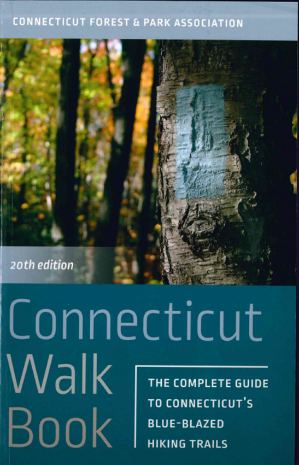 CONNECTICUT FOREST & PARK ASSOCIATION
20th edition
Connecticut
Walk
Book
THE COMPLETE GUIDE
TO CONNECTICUT'S
BLUE-BLAZED
HIKING TRAILS